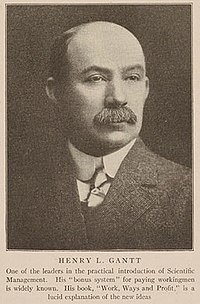 HENRY L. GANTT
One of the leaders in the practical introduction of Scientific
Management. His "bonus system" for paying workingmen
is widely known. His book, "Work, Ways and Profit," is a
lucid explanation of the new ideas